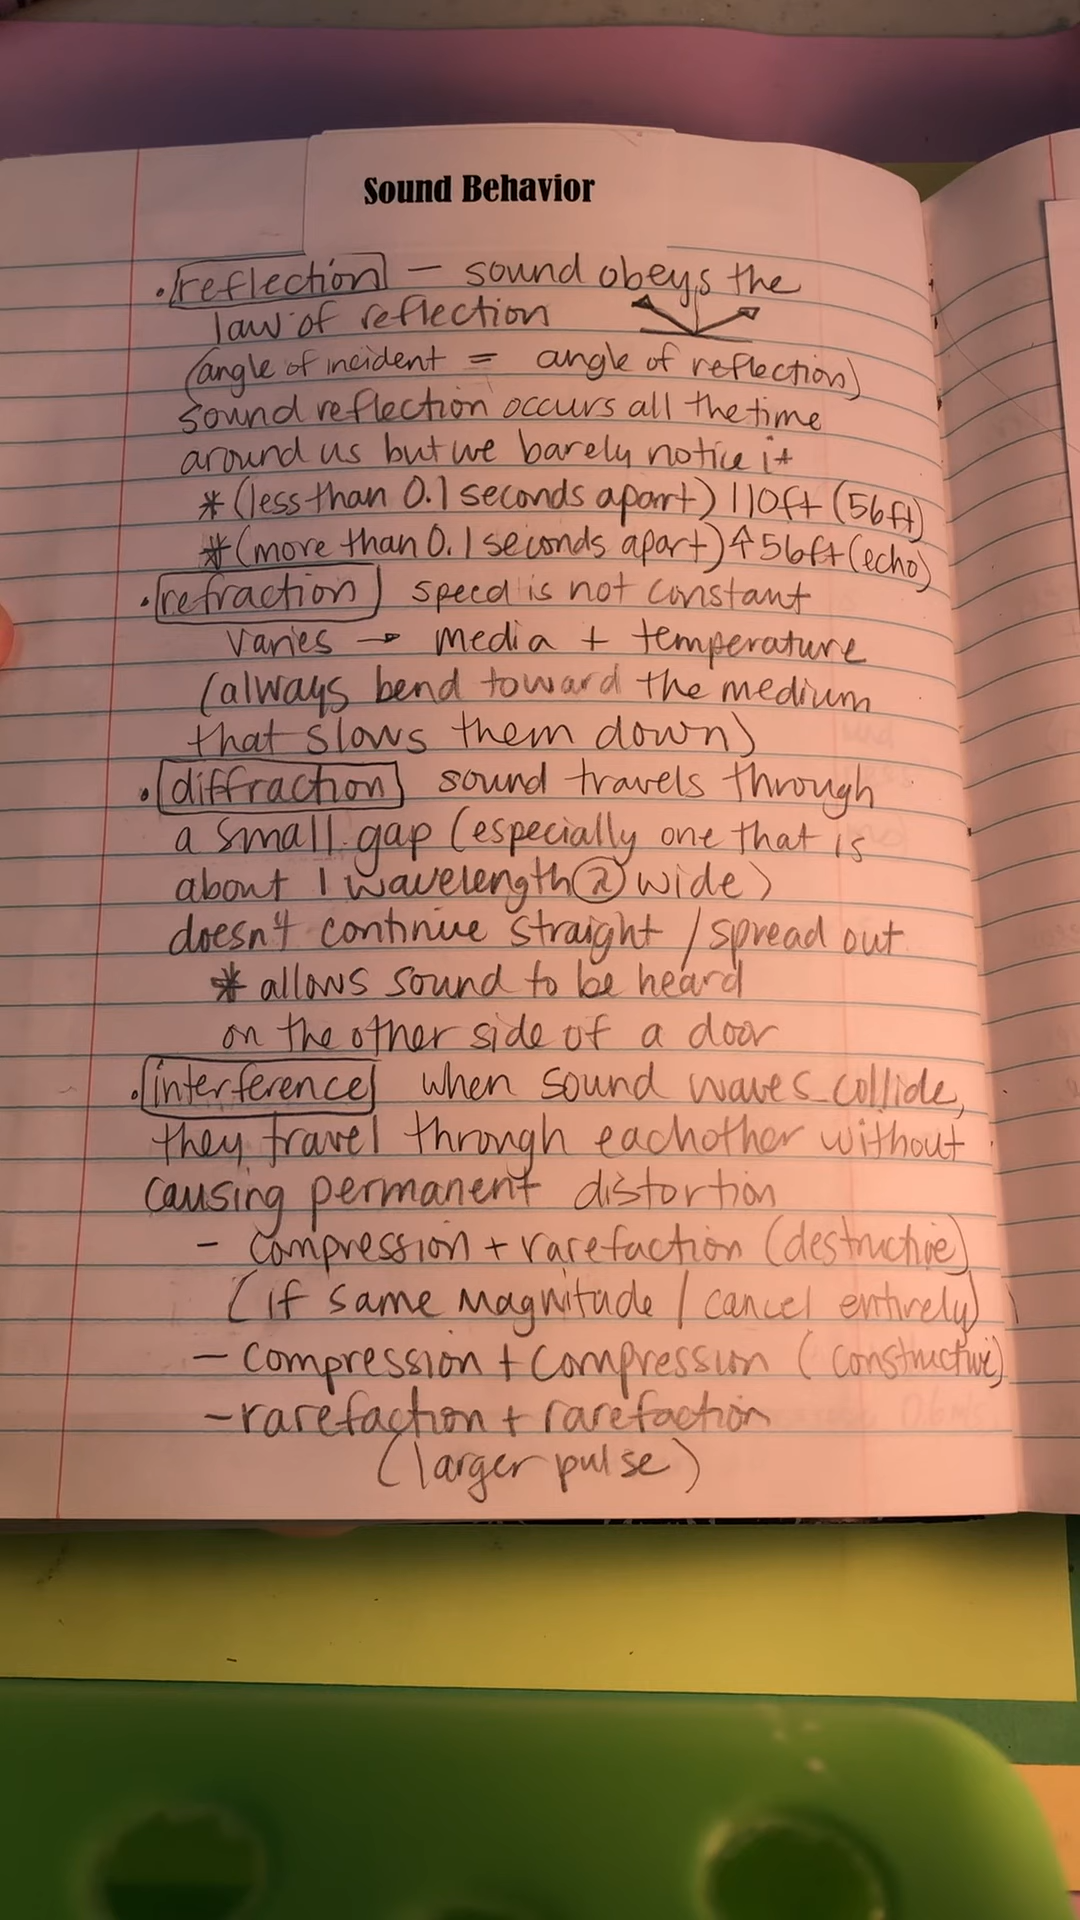 Sound Behavior
• reflection – sound obeys the
law of reflection
(angle of incident = angle of reflection)
sound reflection occurs all the time
around us but we barely notice it
* (less than 0.1 seconds apart) 110ft (56ft)
* (more than 0.1 seconds apart) ↑ 56ft (echo)
• refraction speed is not constant
varies → media + temperature
(always bend toward the medium
that slows them down)
• diffraction sound travels through
a small gap (especially one that is
about 1 wavelength λ wide)
doesn't continue straight / spread out
* allows sound to be heard
on the other side of a door
• interference when sound waves collide,
they travel through eachother without
causing permanent distortion
- compression + rarefaction (destructive)
(if same magnitude / cancel entirely)
- compression + compression (constructive)
- rarefaction + rarefaction
(larger pulse)